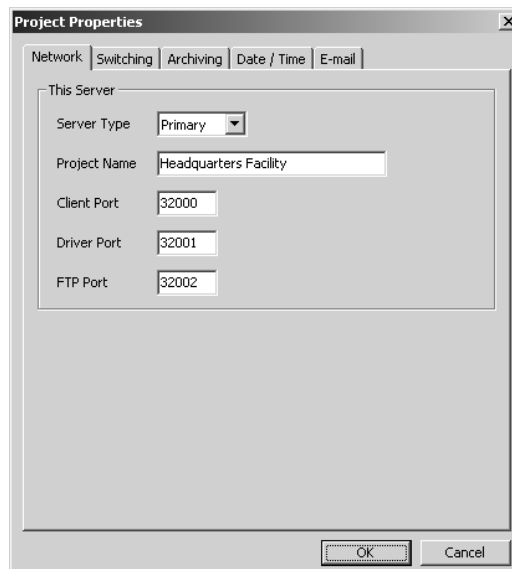 Project Properties
Network Switching Archiving Date / Time E-mail
This Server
Server Type Primary
Project Name Headquarters Facility
Client Port 32000
Driver Port 32001
FTP Port 32002
OK Cancel